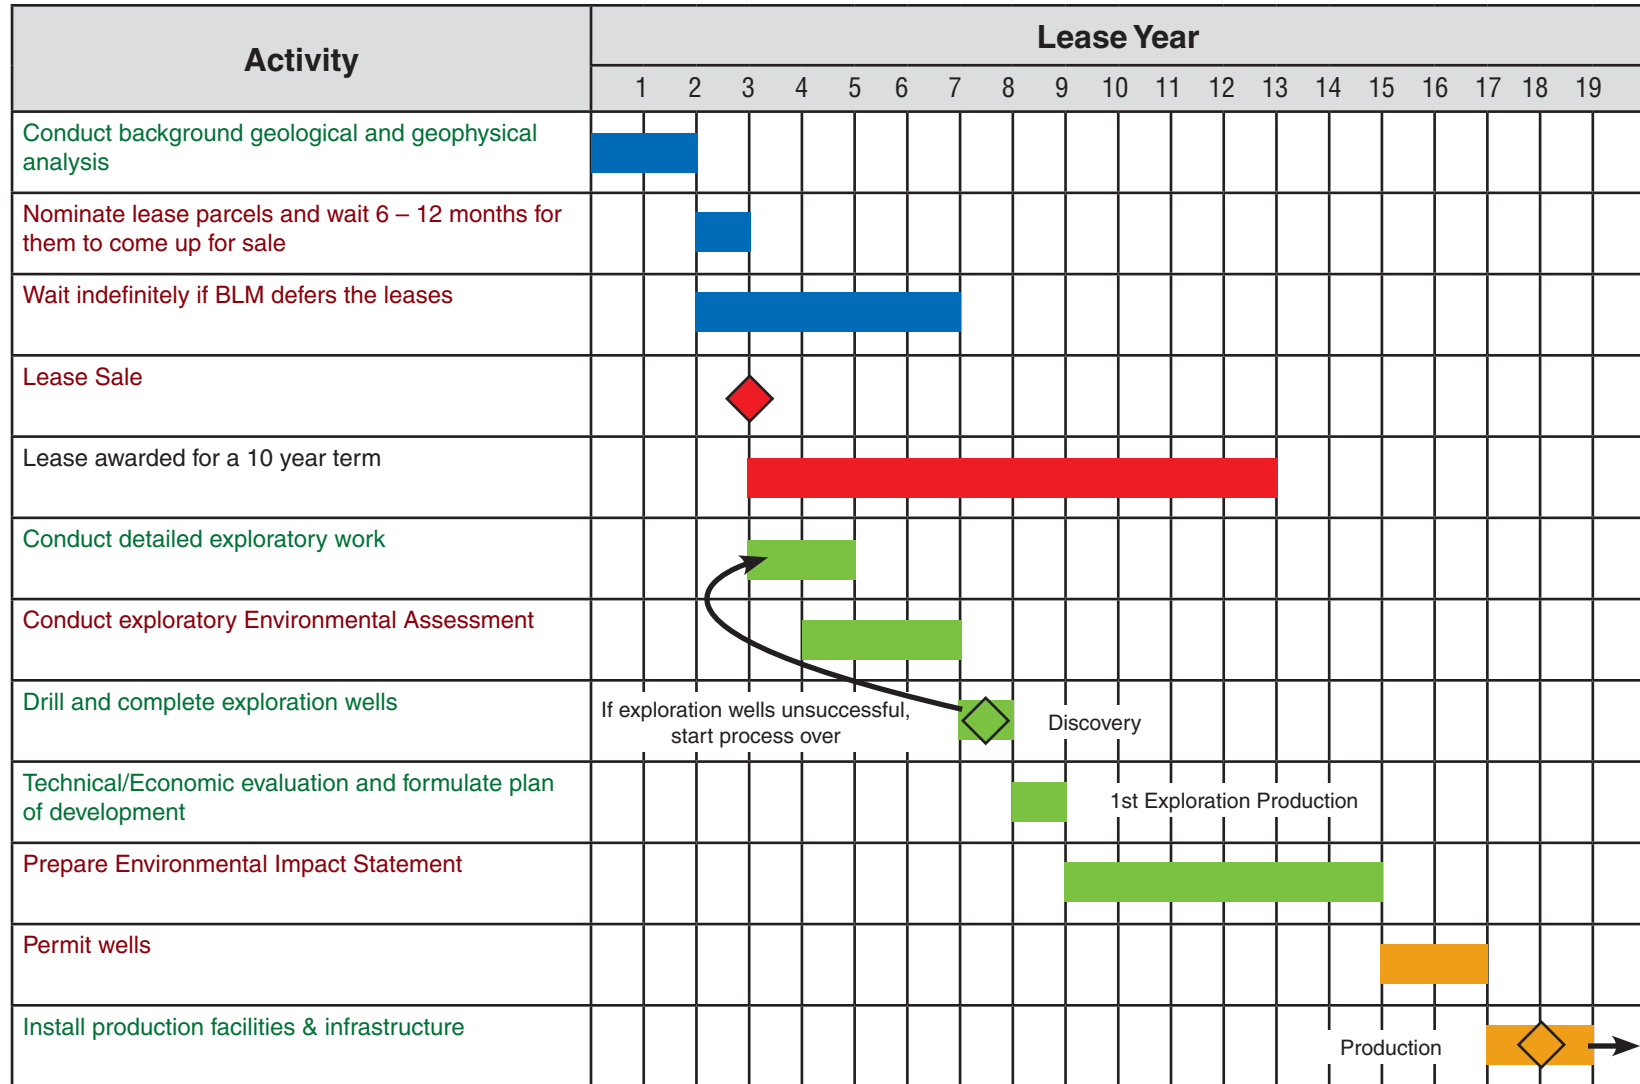 Activity
Lease Year
1 2 3 4 5 6 7 8 9 10 11 12 13 14 15 16 17 18 19
Conduct background geological and geophysical
analysis
Nominate lease parcels and wait 6 – 12 months for
them to come up for sale
Wait indefinitely if BLM defers the leases
Lease Sale
Lease awarded for a 10 year term
Conduct detailed exploratory work
Conduct exploratory Environmental Assessment
Drill and complete exploration wells
If exploration wells unsuccessful,
start process over
Discovery
Technical/Economic evaluation and formulate plan
of development
1st Exploration Production
Prepare Environmental Impact Statement
Permit wells
Install production facilities & infrastructure
Production